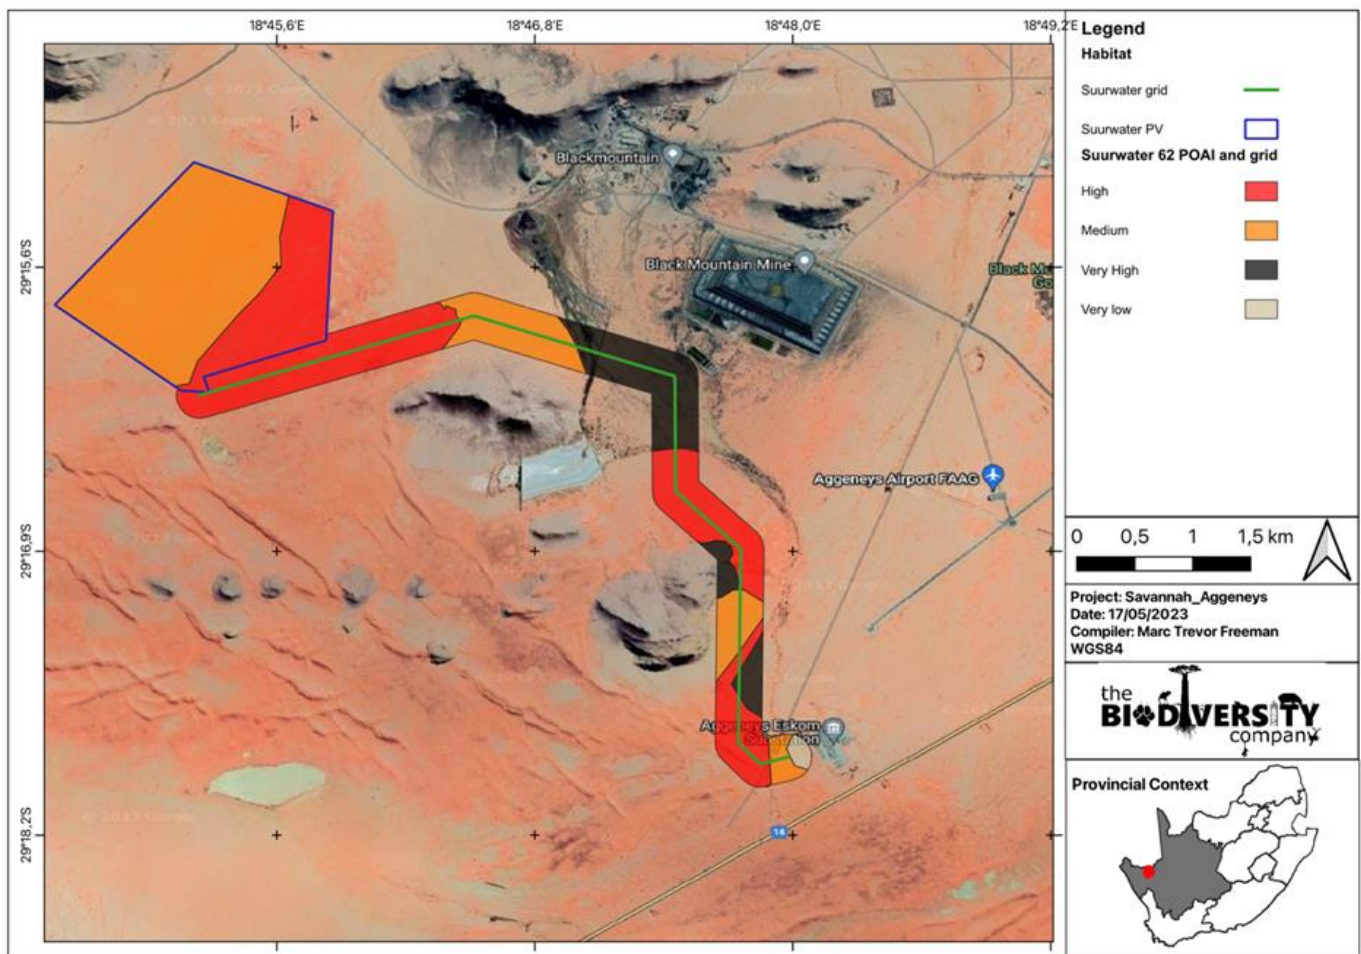 18°45,6'E
18°46,8'E
18°48,0'E
18°49,2'E
29°15,6'S
29°16,9'S
29°18,2'S
Blackmountain
Black Mountain Mine
Aggeneys Airport FAAG
Aggeneys Eskom
14
Legend
Habitat
Suurwater grid
Suurwater PV
Suurwater 62 POAI and grid
High
Medium
Very High
Very low
0 0,5 1 1,5 km
Project: Savannah_Aggeneys
Date: 17/05/2023
Compiler: Marc Trevor Freeman
WGS84
the
BIODIVERSITY
company
Provincial Context